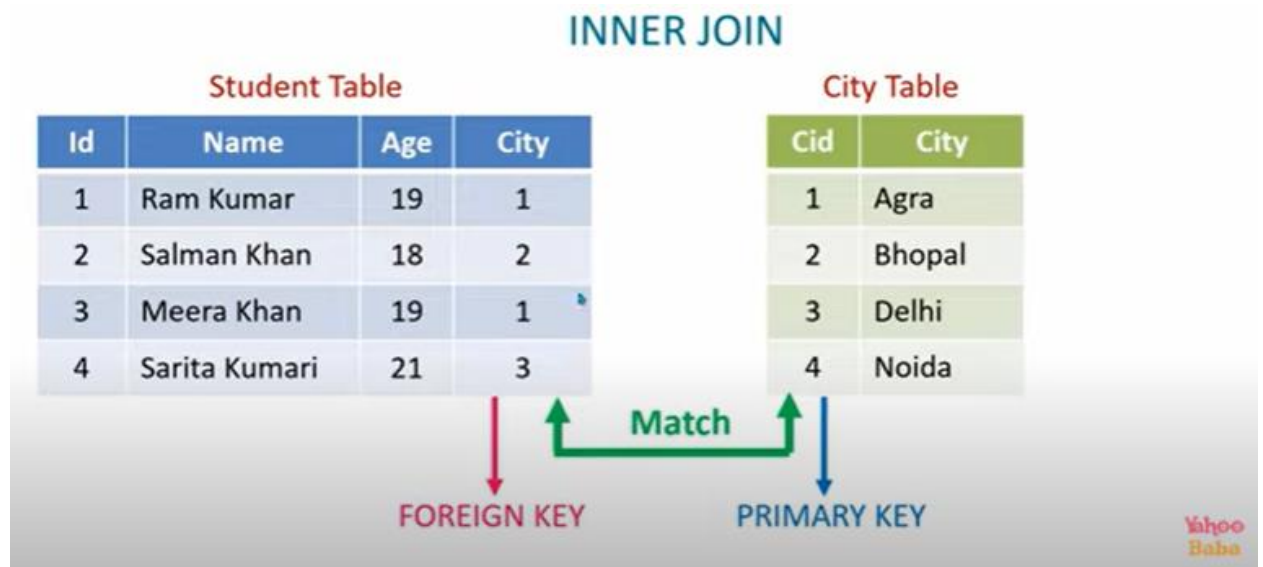 INNER JOIN
Student Table
Id Name Age City
1 Ram Kumar 19 1
2 Salman Khan 18 2
3 Meera Khan 19 1
4 Sarita Kumari 21 3
City Table
Cid City
1 Agra
2 Bhopal
3 Delhi
4 Noida
Match
FOREIGN KEY
PRIMARY KEY
Yahoo
Baba